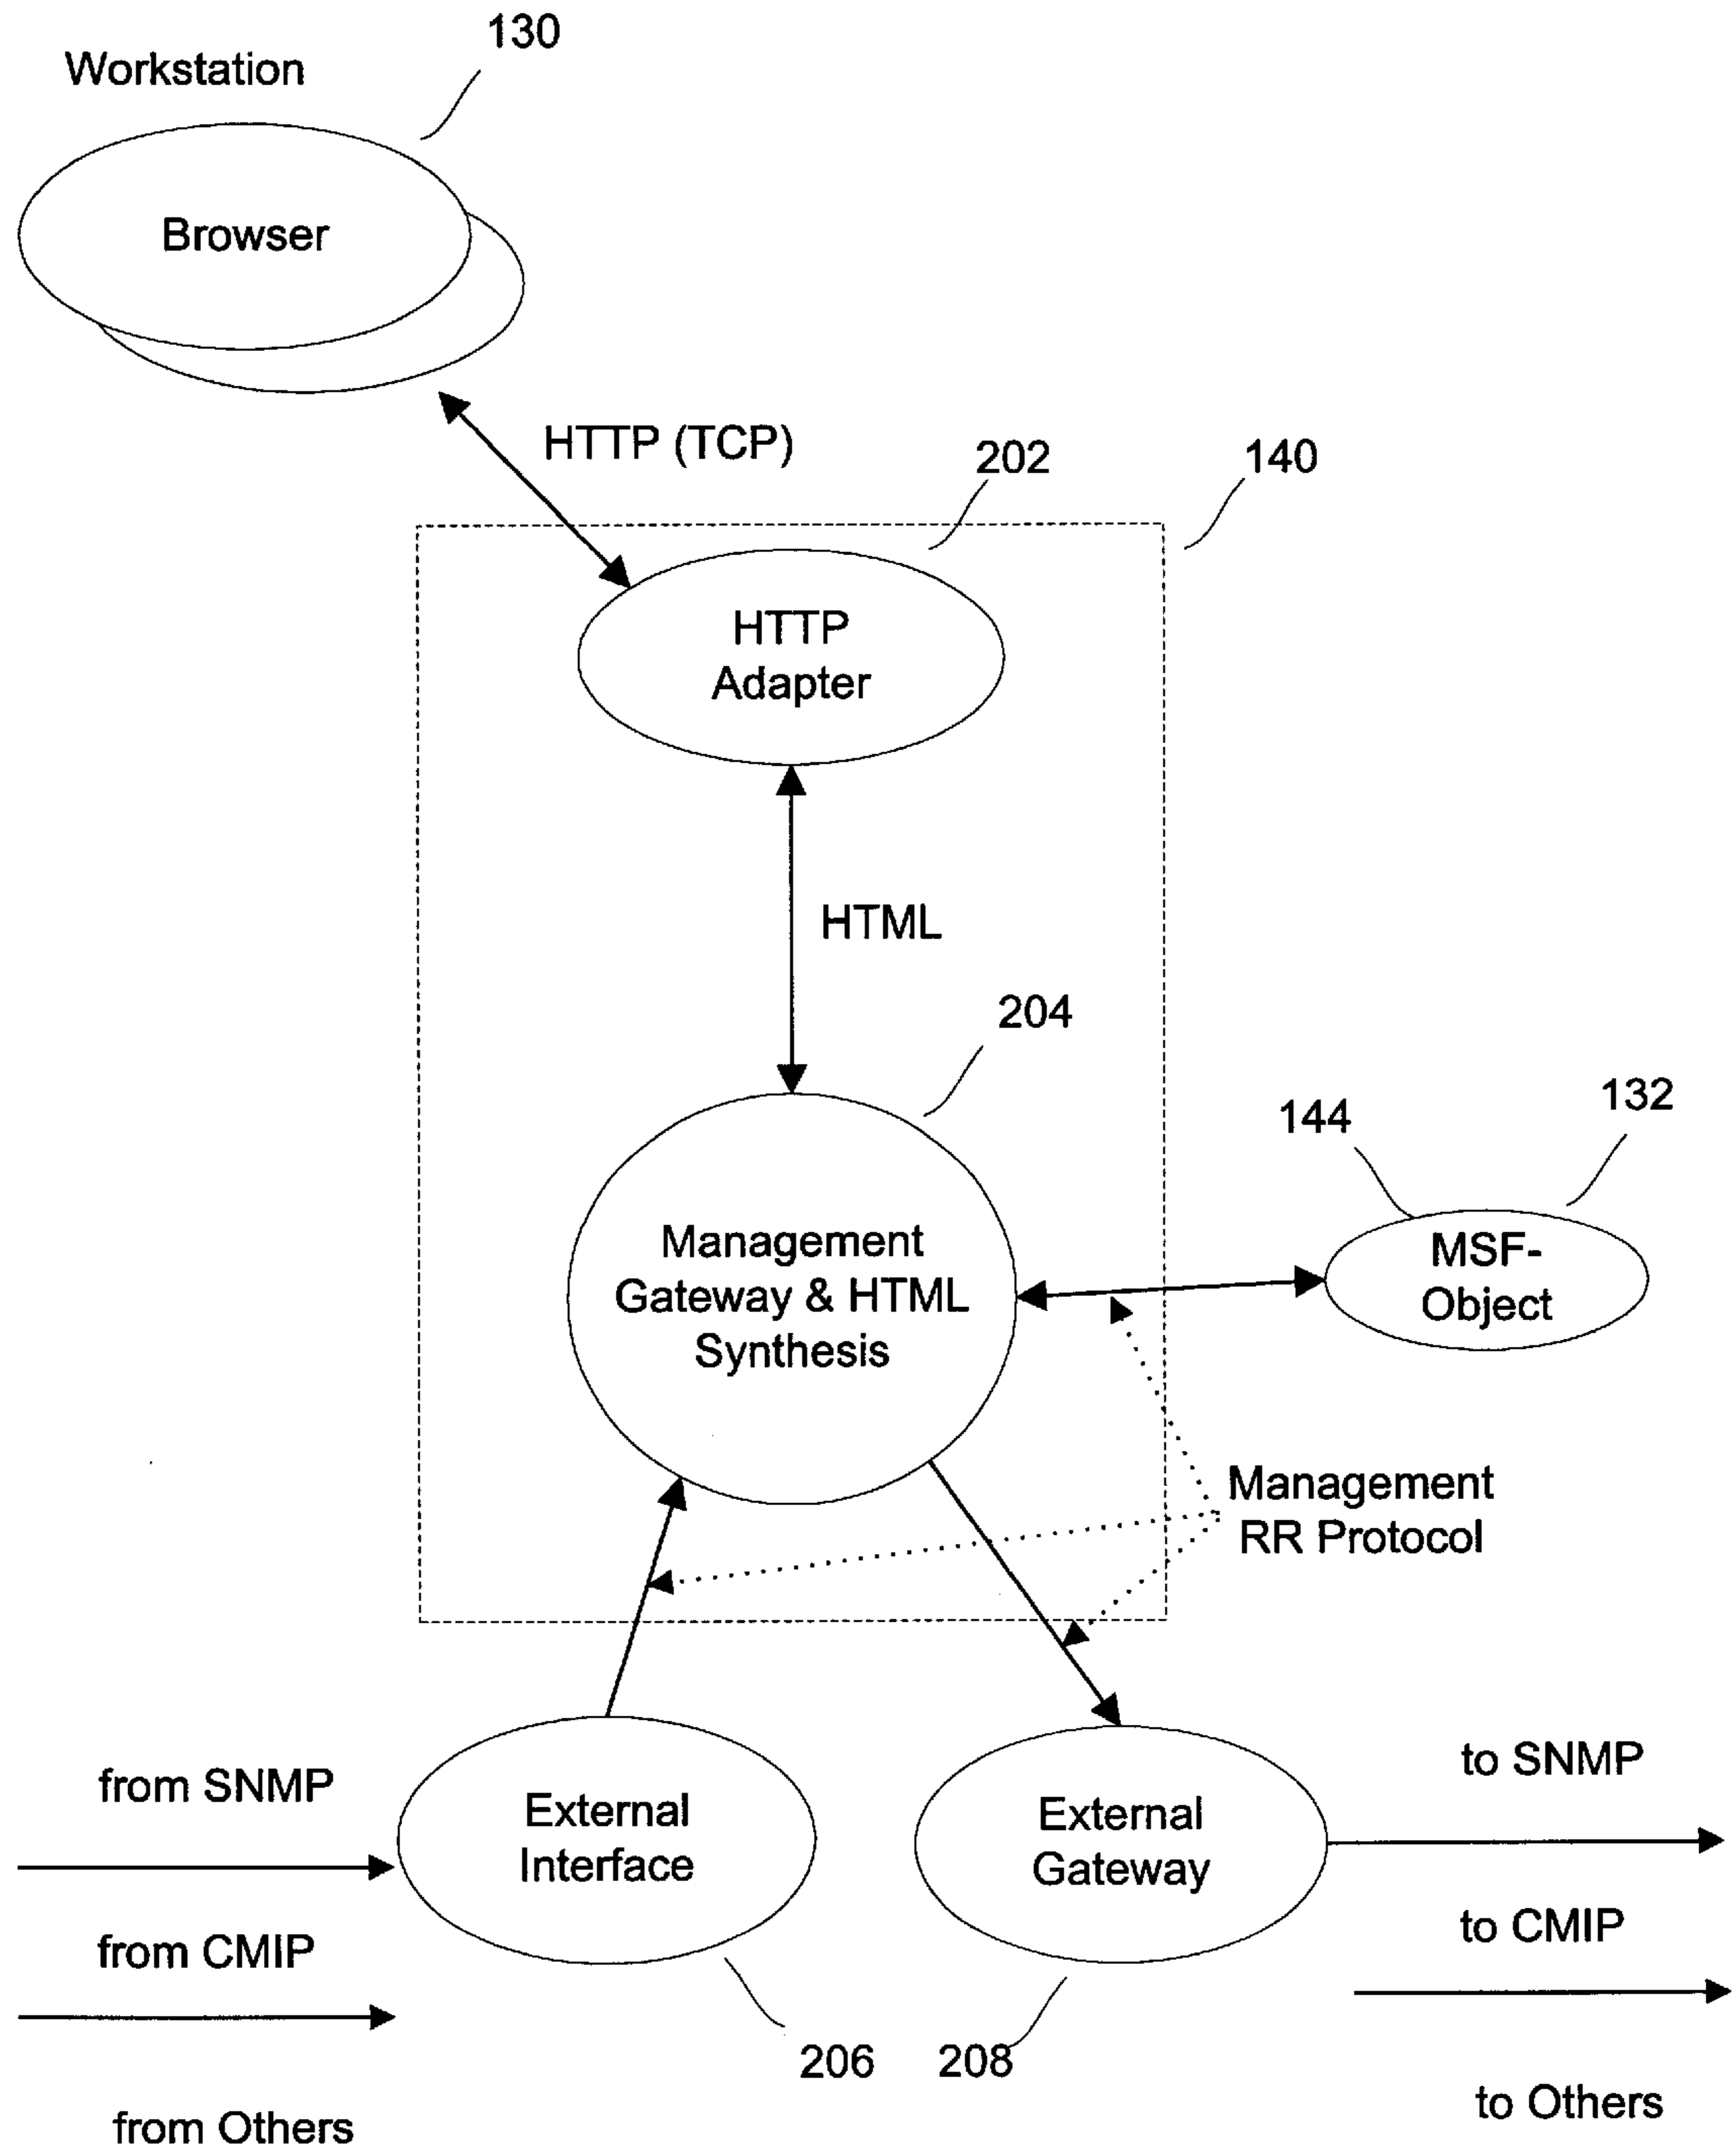 130
Workstation
Browser
HTTP (TCP)
202
140
HTTP
Adapter
HTML
204
132
144
Management
Gateway & HTML
Synthesis
MSF-
Object
Management
RR Protocol
from SNMP
to SNMP
External
Interface
External
Gateway
from CMIP
to CMIP
206
208
from Others
to Others